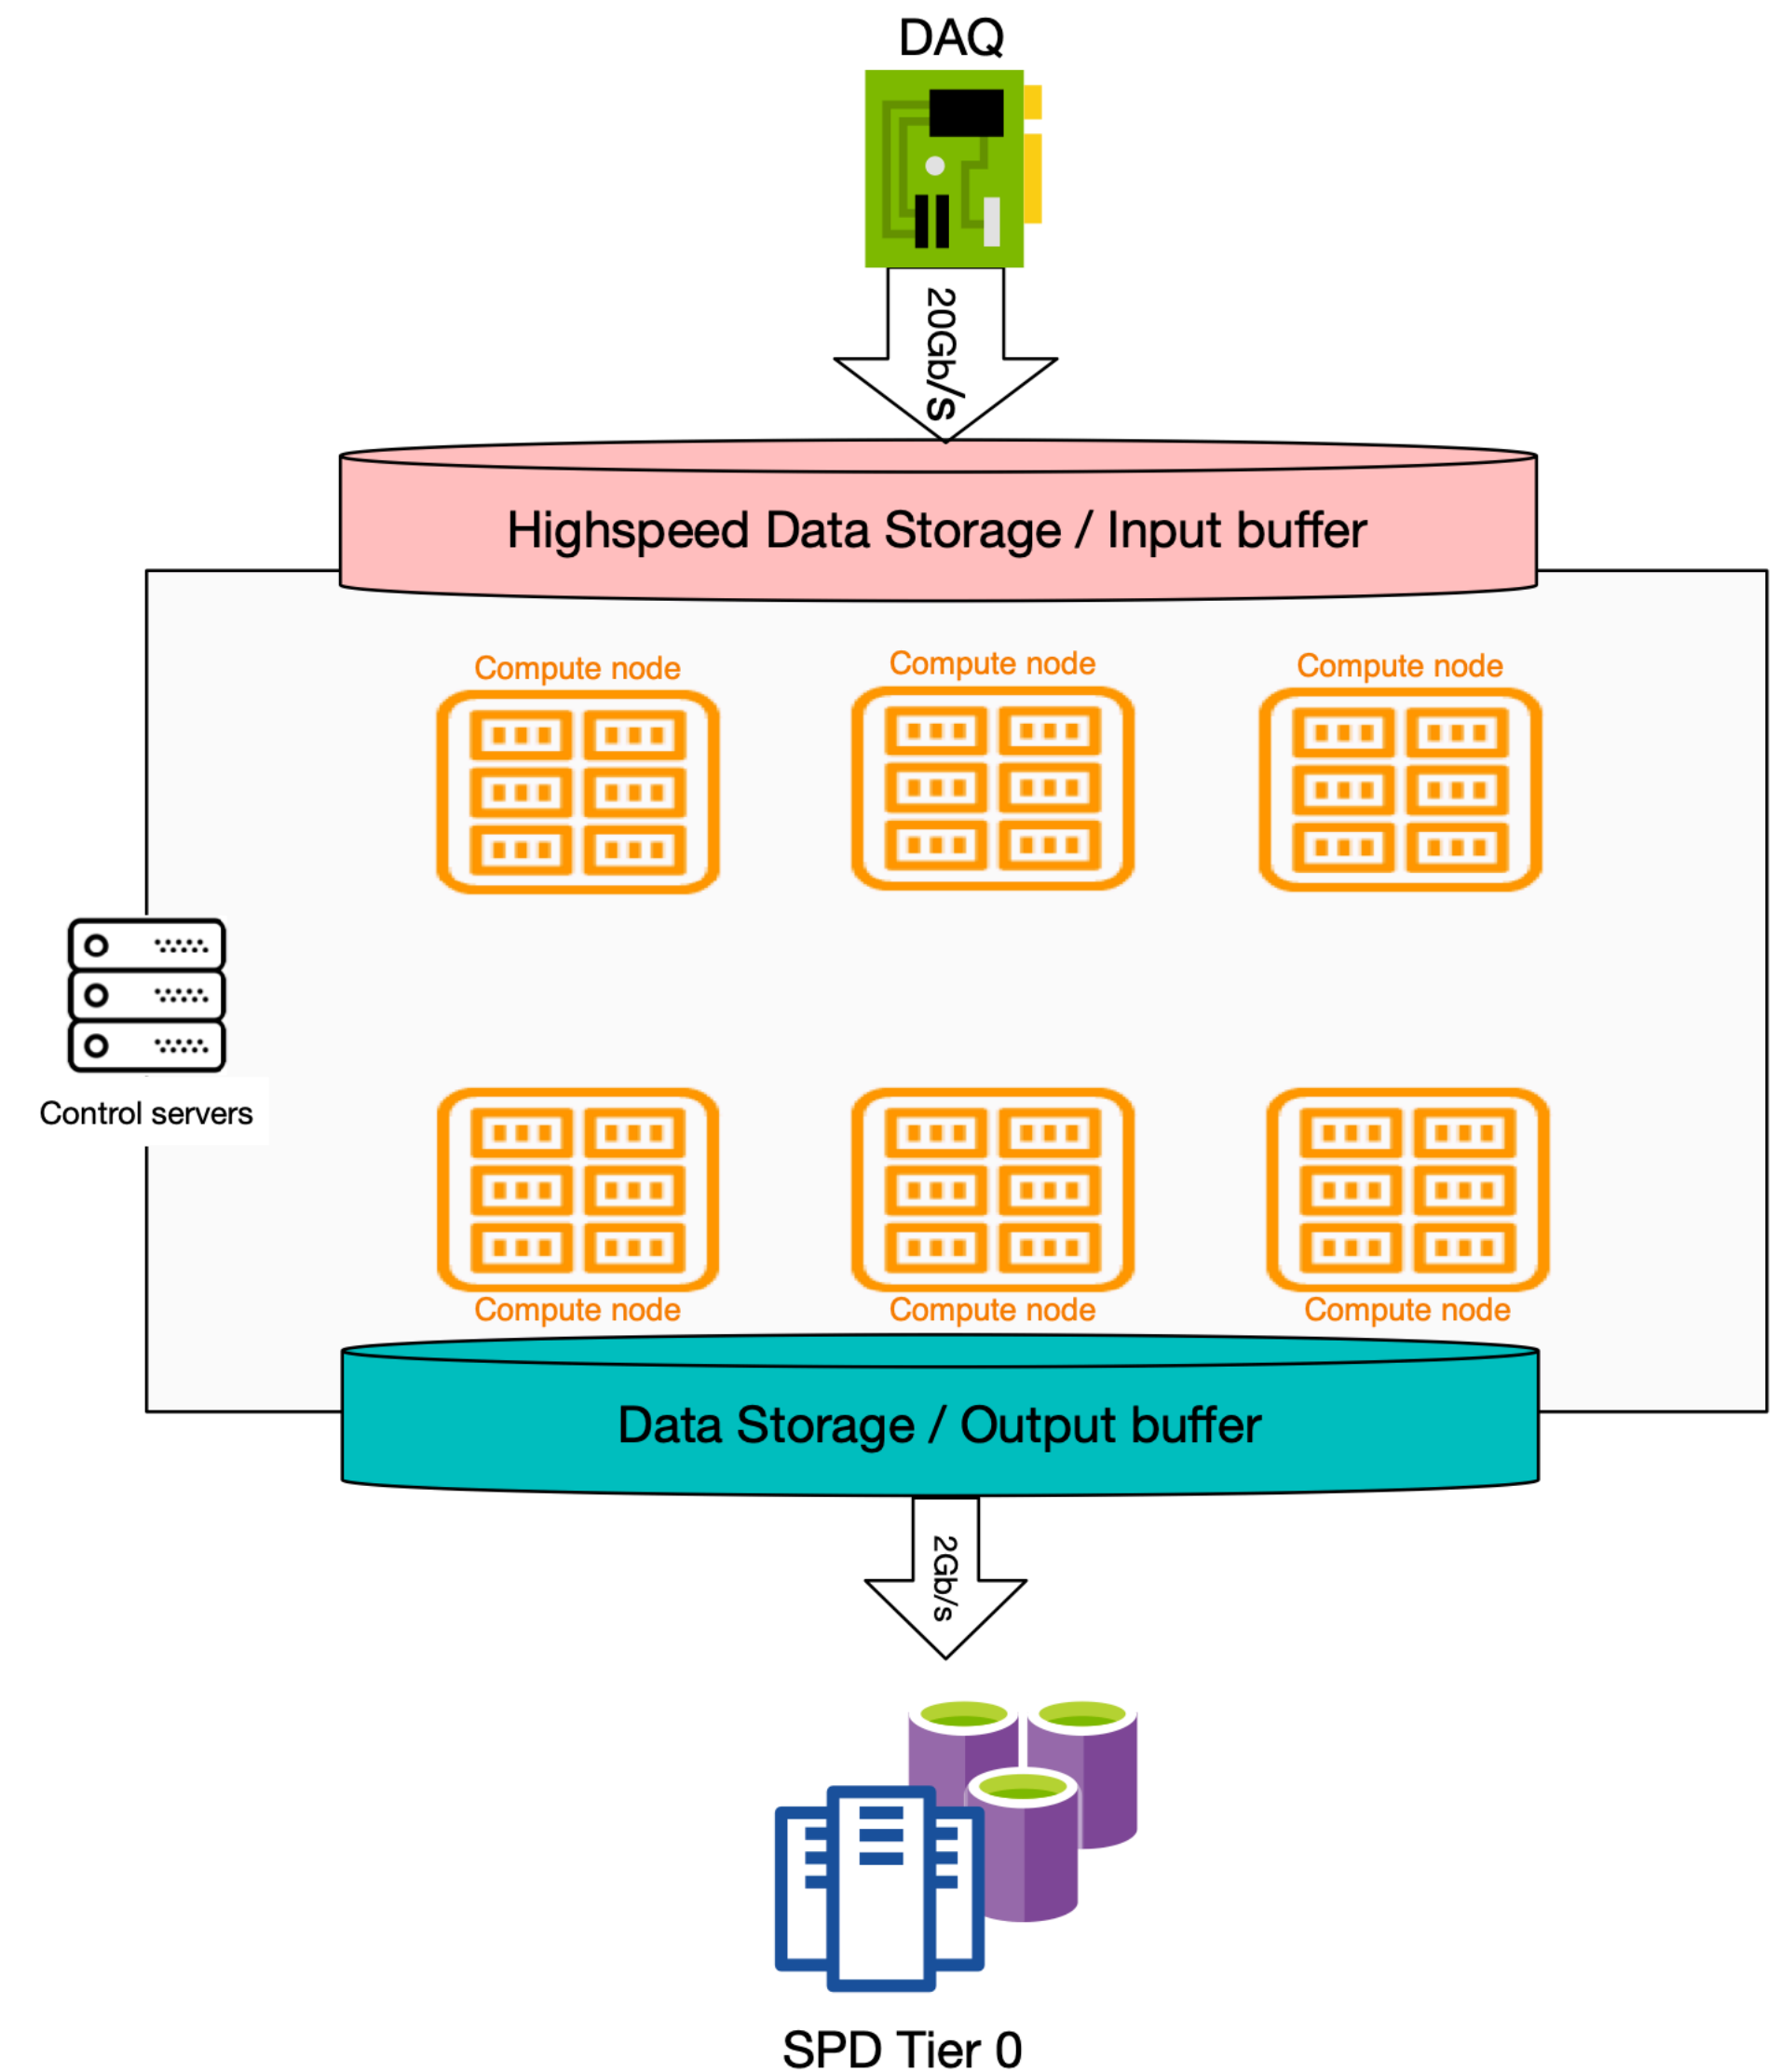 DAQ
20Gb/s
Highspeed Data Storage / Input buffer
Compute node
Compute node
Compute node
Control servers
Compute node
Compute node
Compute node
Data Storage / Output buffer
2Gb/s
SPD Tier 0